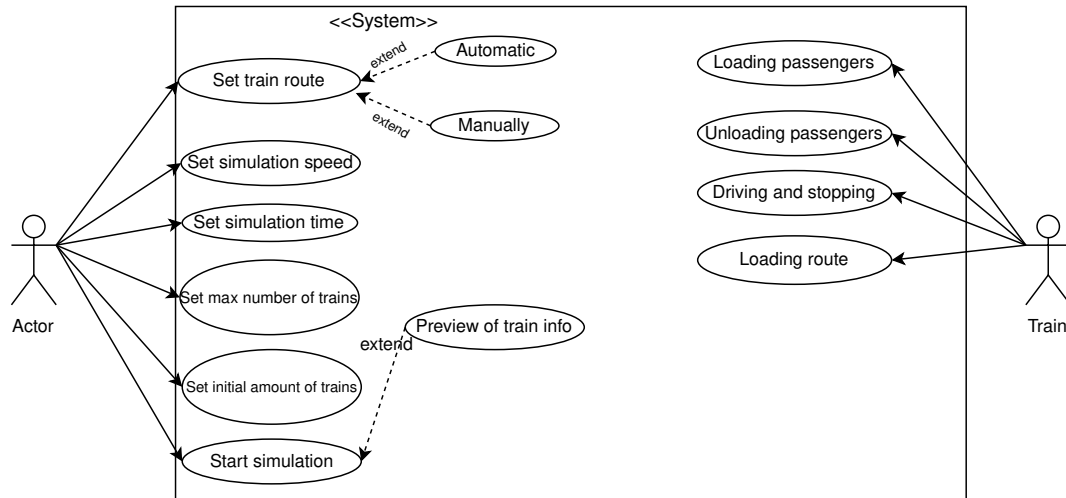 <<System>>
Set train route
extend
Automatic
extend
Manually
Set simulation speed
Set simulation time
Set max number of trains
Set initial amount of trains
Start simulation
extend
Preview of train info
Actor
Loading passengers
Unloading passengers
Driving and stopping
Loading route
Train